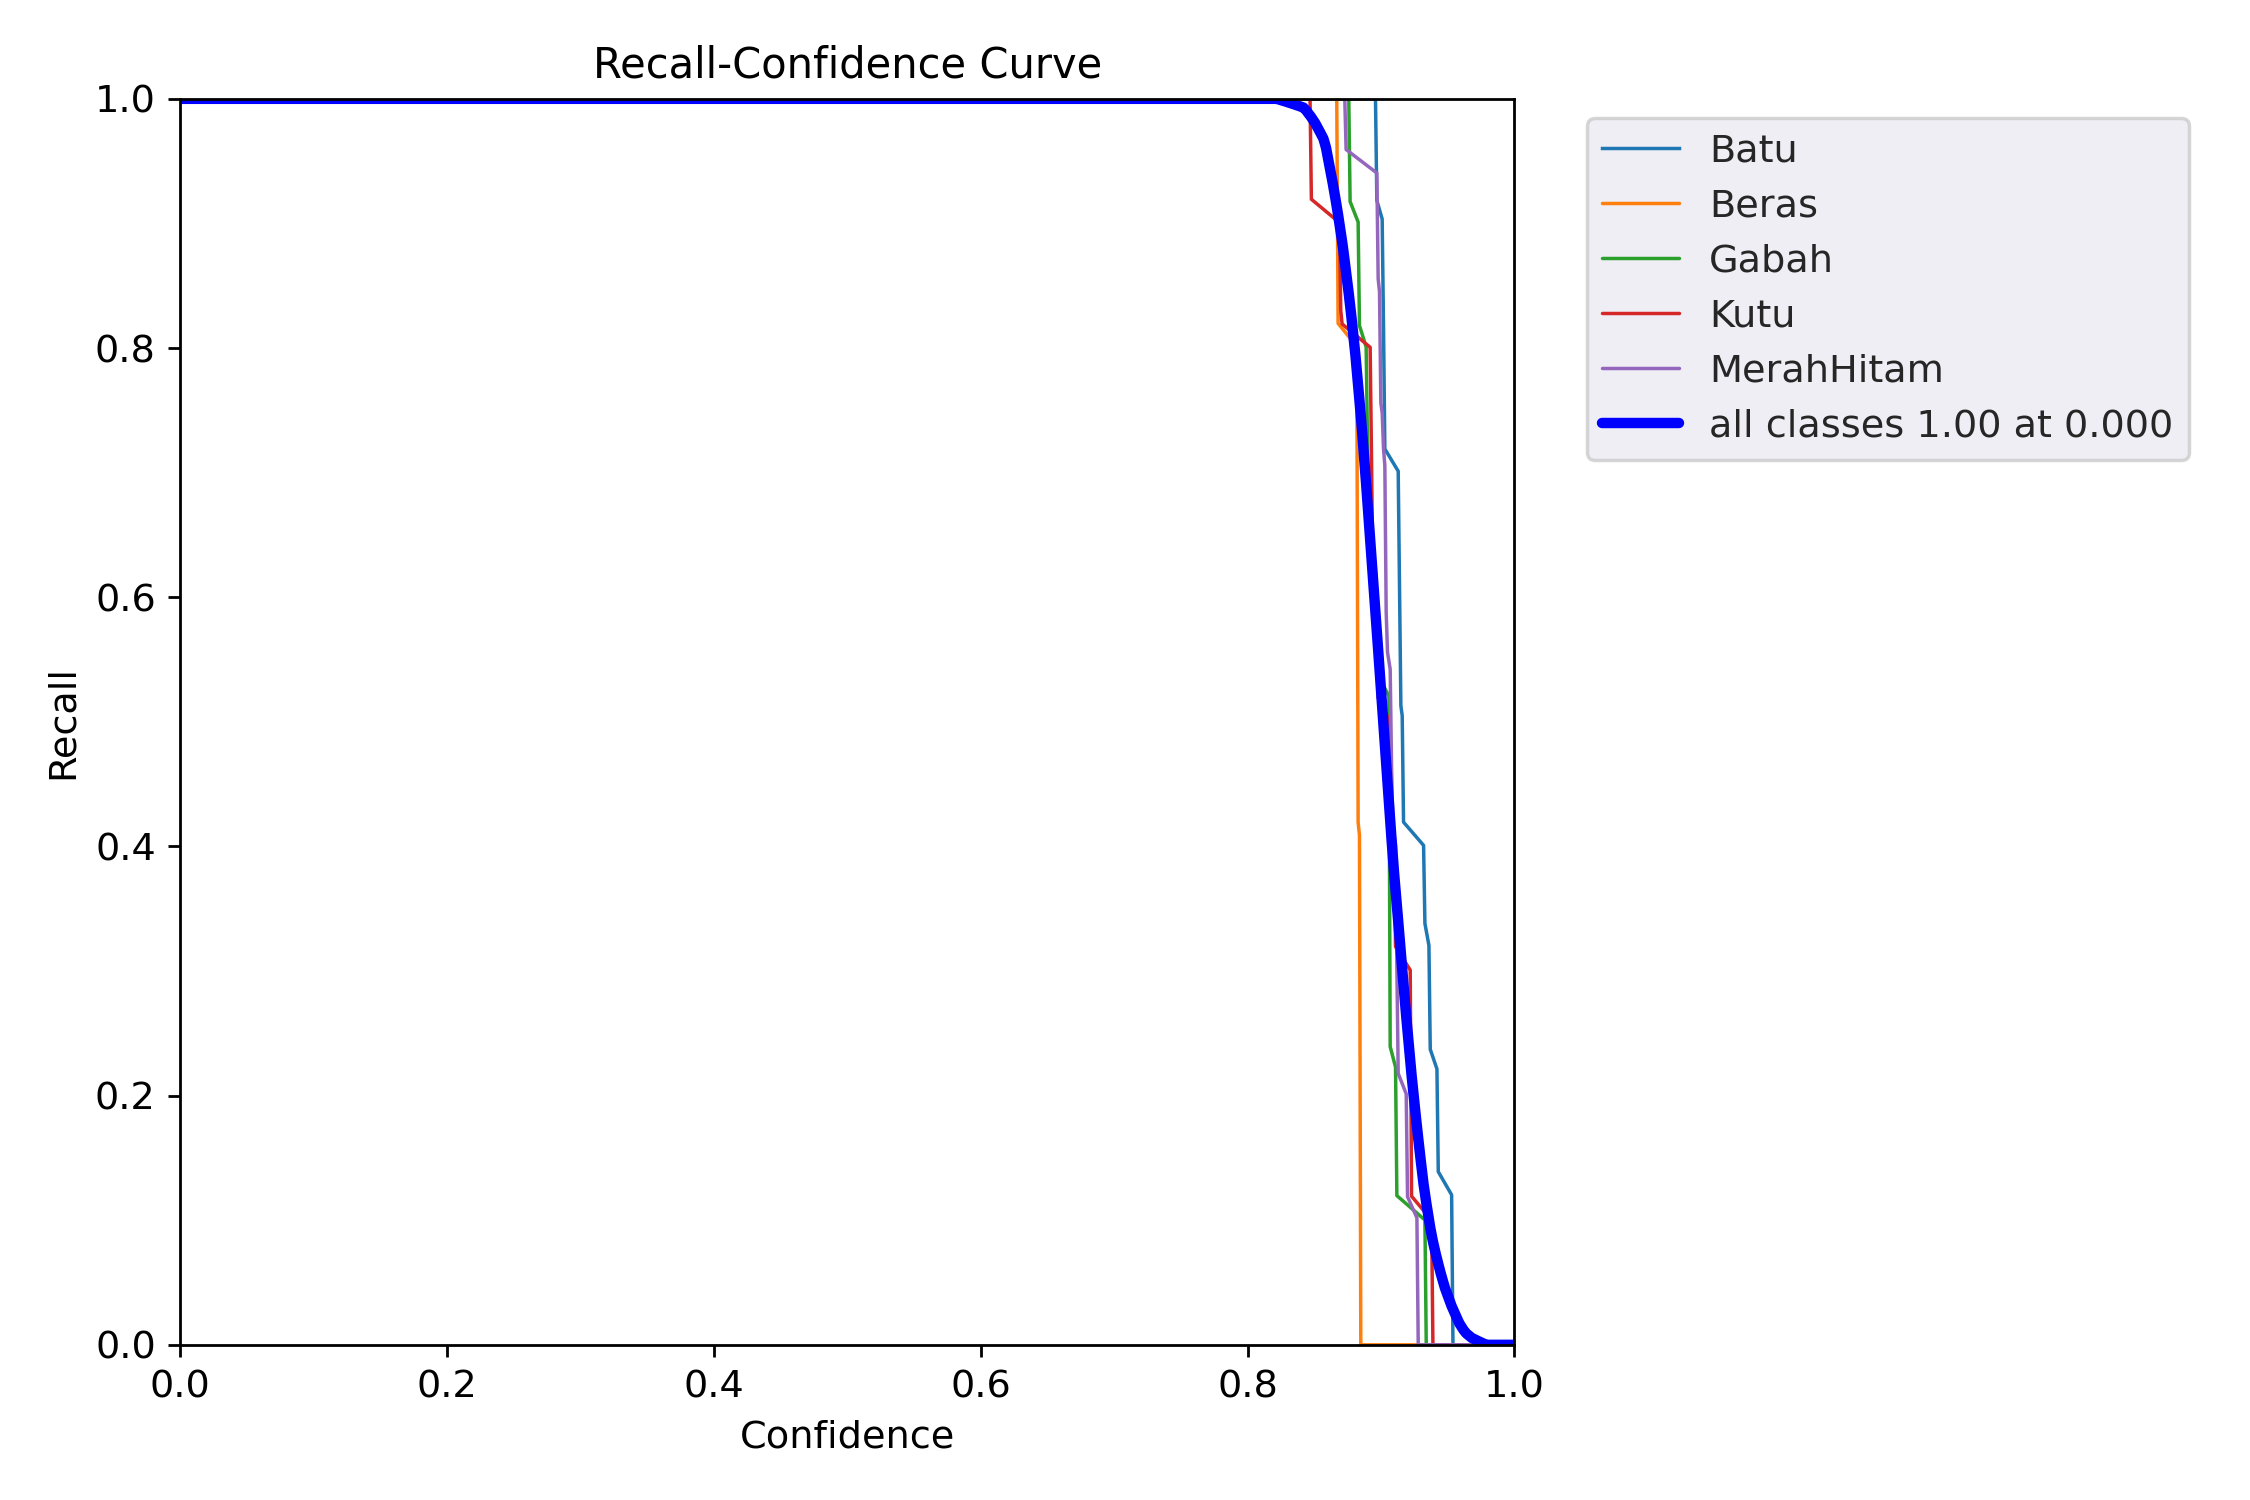 Recall-Confidence Curve
1.0
0.8
0.6
0.4
0.2
0.0
Recall
0.0 0.2 0.4 0.6 0.8 1.0
Confidence
Batu
Beras
Gabah
Kutu
MerahHitam
all classes 1.00 at 0.000